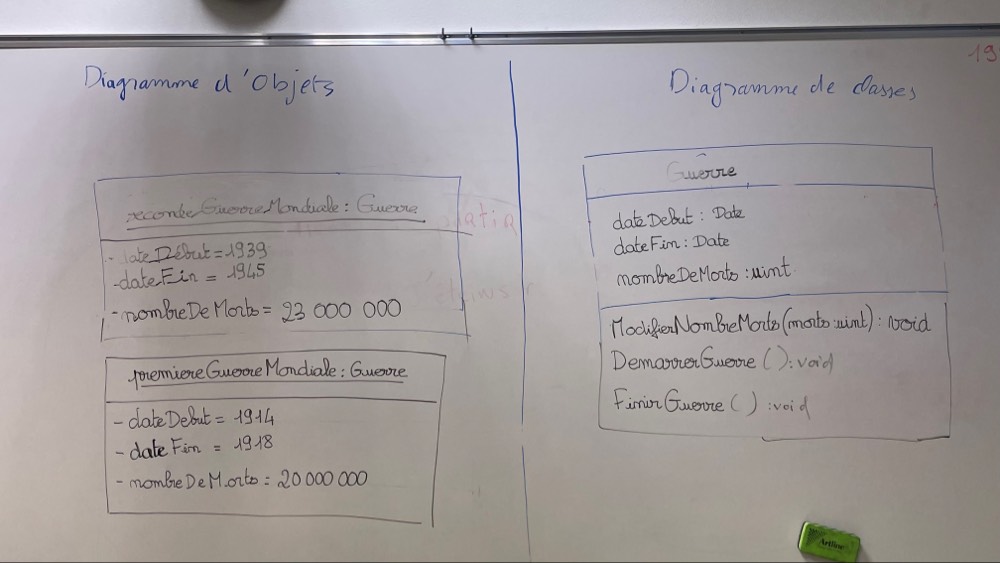 Diagramme d'Objets
secondeGuerreMondiale : Guerre
- dateDébut = 1939
- dateFin = 1945
- nombreDeMorts = 23 000 000
premiereGuerreMondiale : Guerre
- dateDebut = 1914
- dateFin = 1918
- nombreDeMorts = 20 000 000
Diagramme de classes
19
Guerre
dateDebut : Date
dateFin : Date
nombreDeMorts : uint
ModifierNombreMorts(morts : uint) : void
DemarrerGuerre () : void
FinirGuerre () : void
Artline